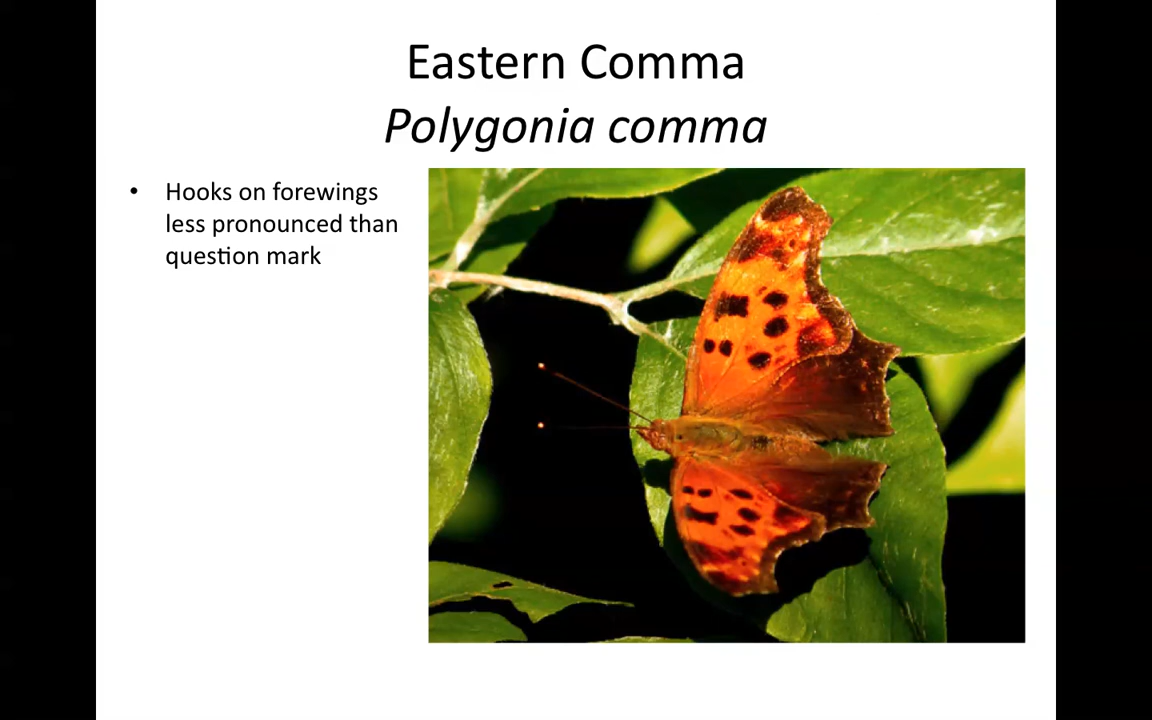 Eastern Comma
Polygonia comma
• Hooks on forewings
less pronounced than
question mark